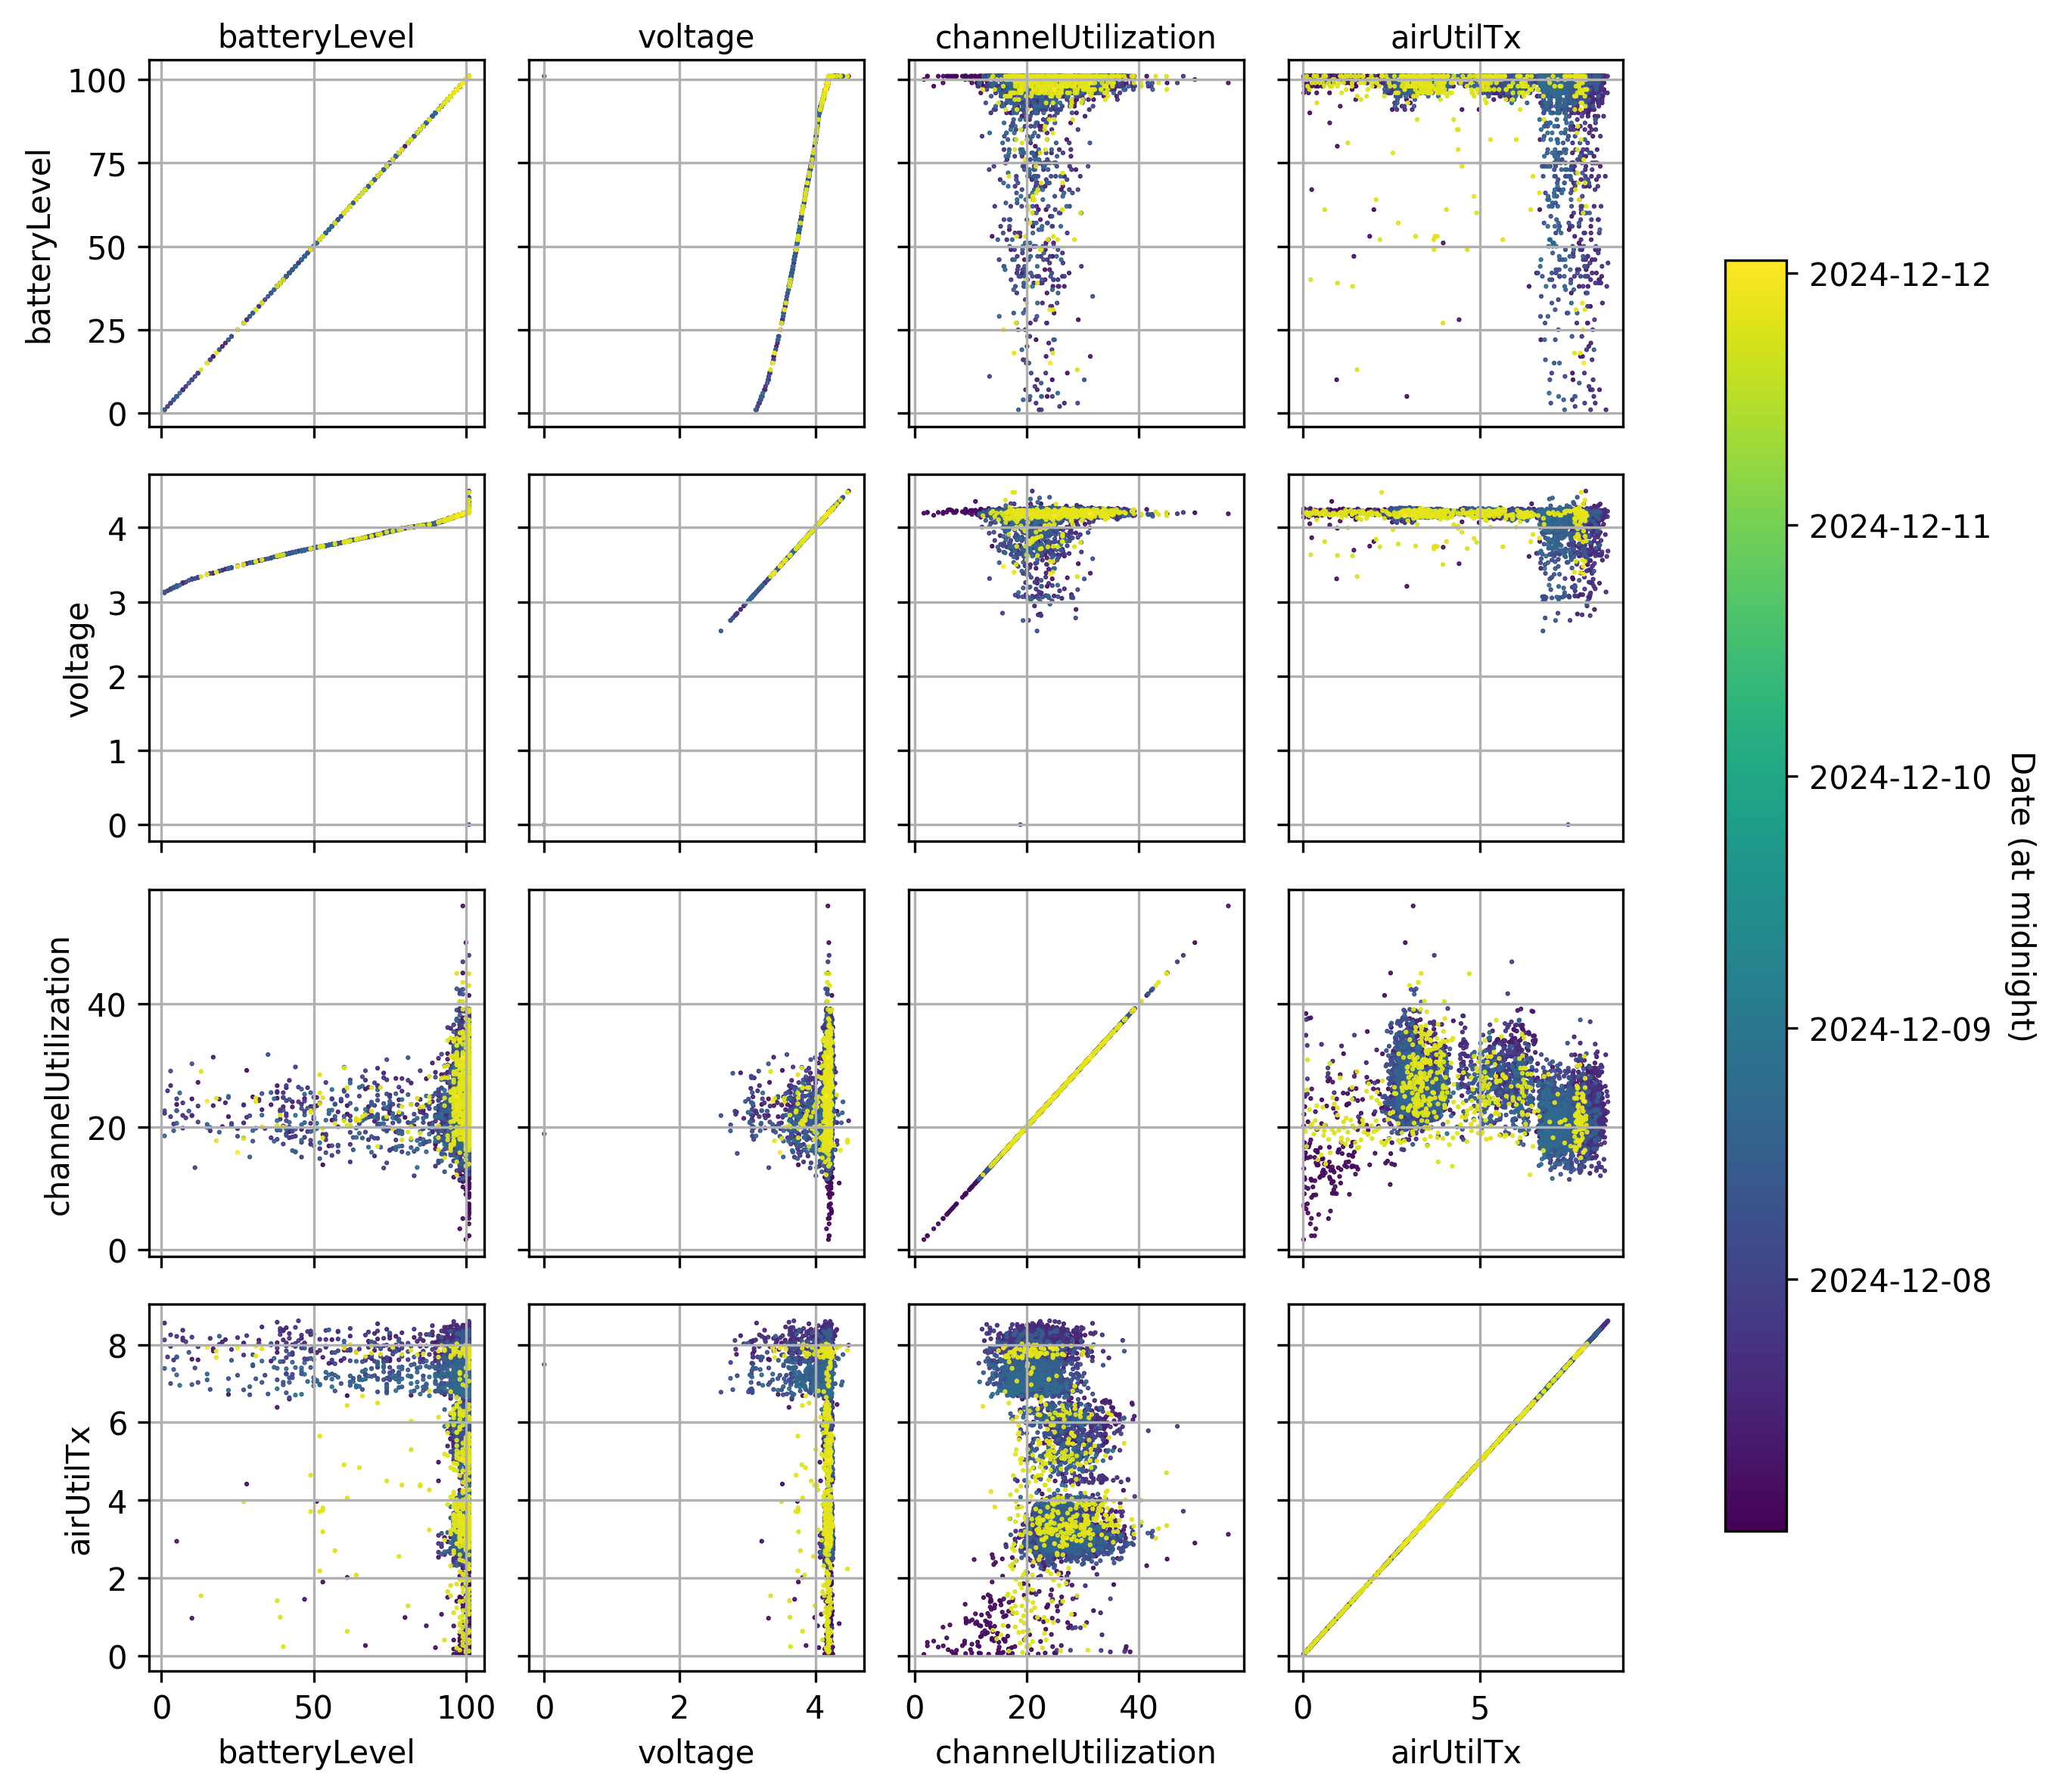 batteryLevel voltage channelUtilization airUtilTx
batteryLevel
100
75
50
25
0
voltage
4
3
2
1
0
channelUtilization
40
20
0
airUtilTx
8
6
4
2
0
0 50 100 0 2 4 0 20 40 0 5
batteryLevel voltage channelUtilization airUtilTx
2024-12-12
2024-12-11
2024-12-10
2024-12-09
2024-12-08
Date (at midnight)